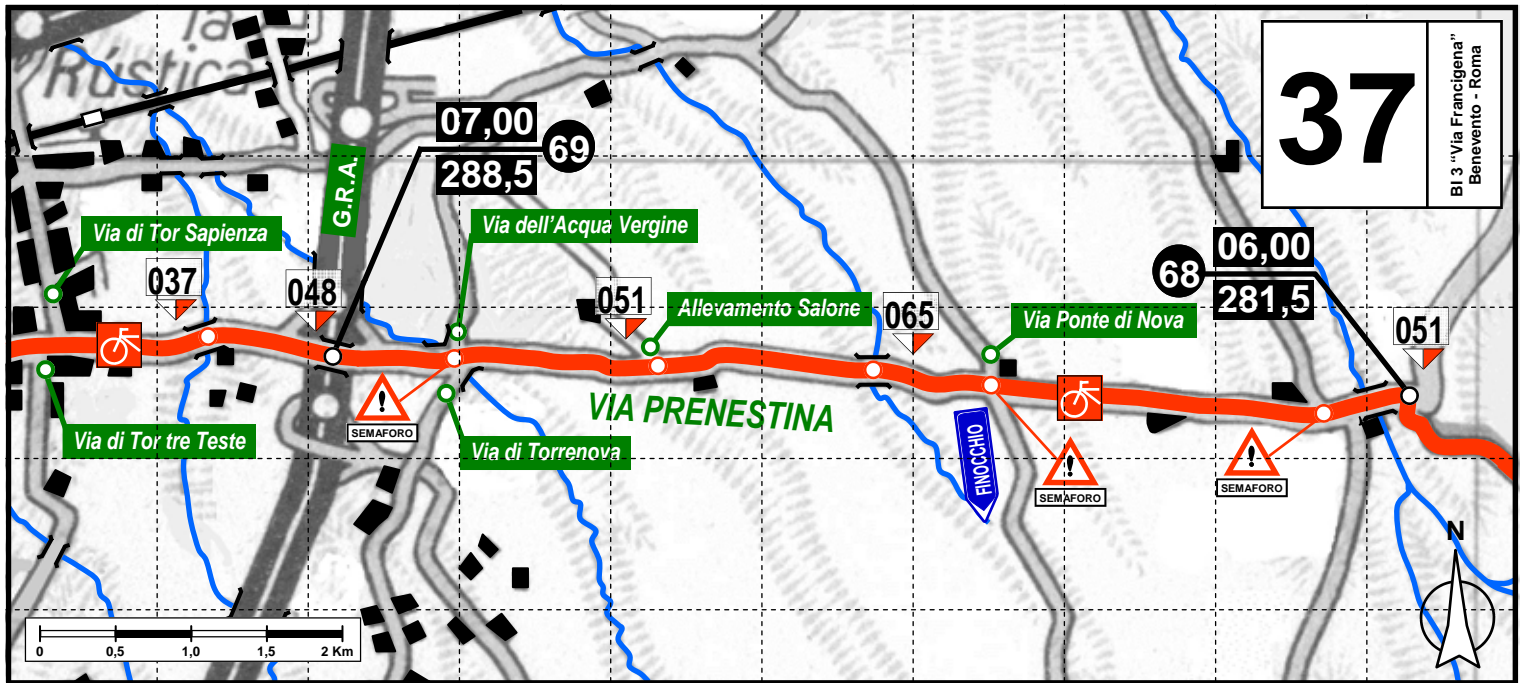 la
Rústica
07,00
69
288,5
37
BI 3 “Via Francigena”
Benevento - Roma
G.R.A.
Via di Tor Sapienza
Via dell’Acqua Vergine
06,00
68
281,5
037
048
051
Allevamento Salone
065
Via Ponte di Nova
051
VIA PRENESTINA
SEMAFORO
Via di Tor tre Teste
Via di Torrenova
FINOCCHIO
SEMAFORO
SEMAFORO
N
0 0,5 1,0 1,5 2 Km